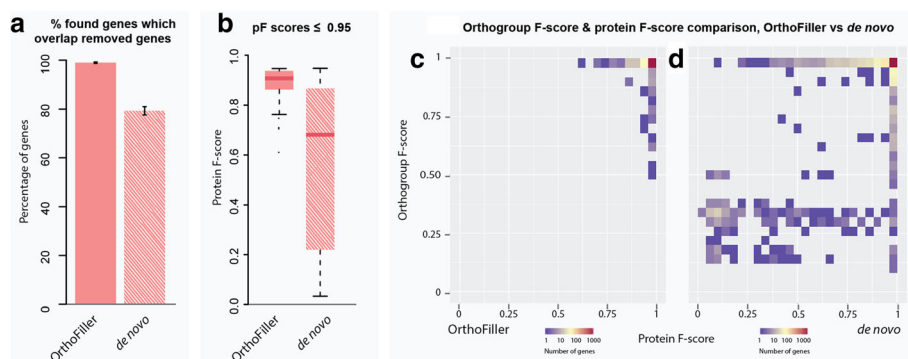 a
% found genes which
overlap removed genes
Percentage of genes
100
80
60
40
20
0
OrthoFiller
de novo
b
pF scores ≤ 0.95
Protein F-score
1.0
0.8
0.6
0.4
0.2
0.0
OrthoFiller
de novo
Orthogroup F-score & protein F-score comparison, OrthoFiller vs de novo
c
d
Orthogroup F-score
1
0.75
0.50
0.25
0
0 0.25 0.5 0.75 1
0 0.25 0.5 0.75 1
OrthoFiller
Protein F-score
de novo
1 10 100 1000
Number of genes
1 10 100 1000
Number of genes